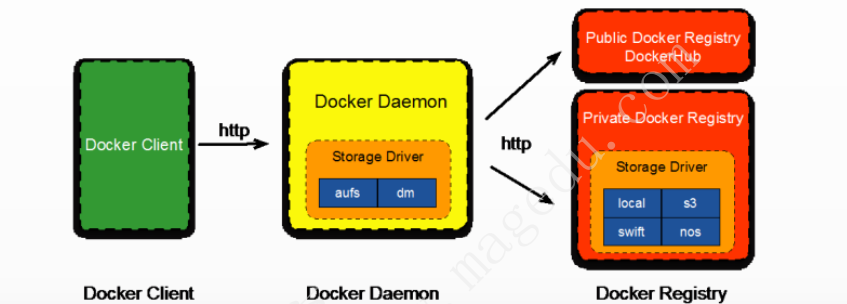 Docker Client
http
Docker Daemon
Storage Driver
aufs
dm
http
Public Docker Registry
DockerHub
Private Docker Registry
Storage Driver
local
s3
swift
nos
Docker Client
Docker Daemon
Docker Registry
magedu.com